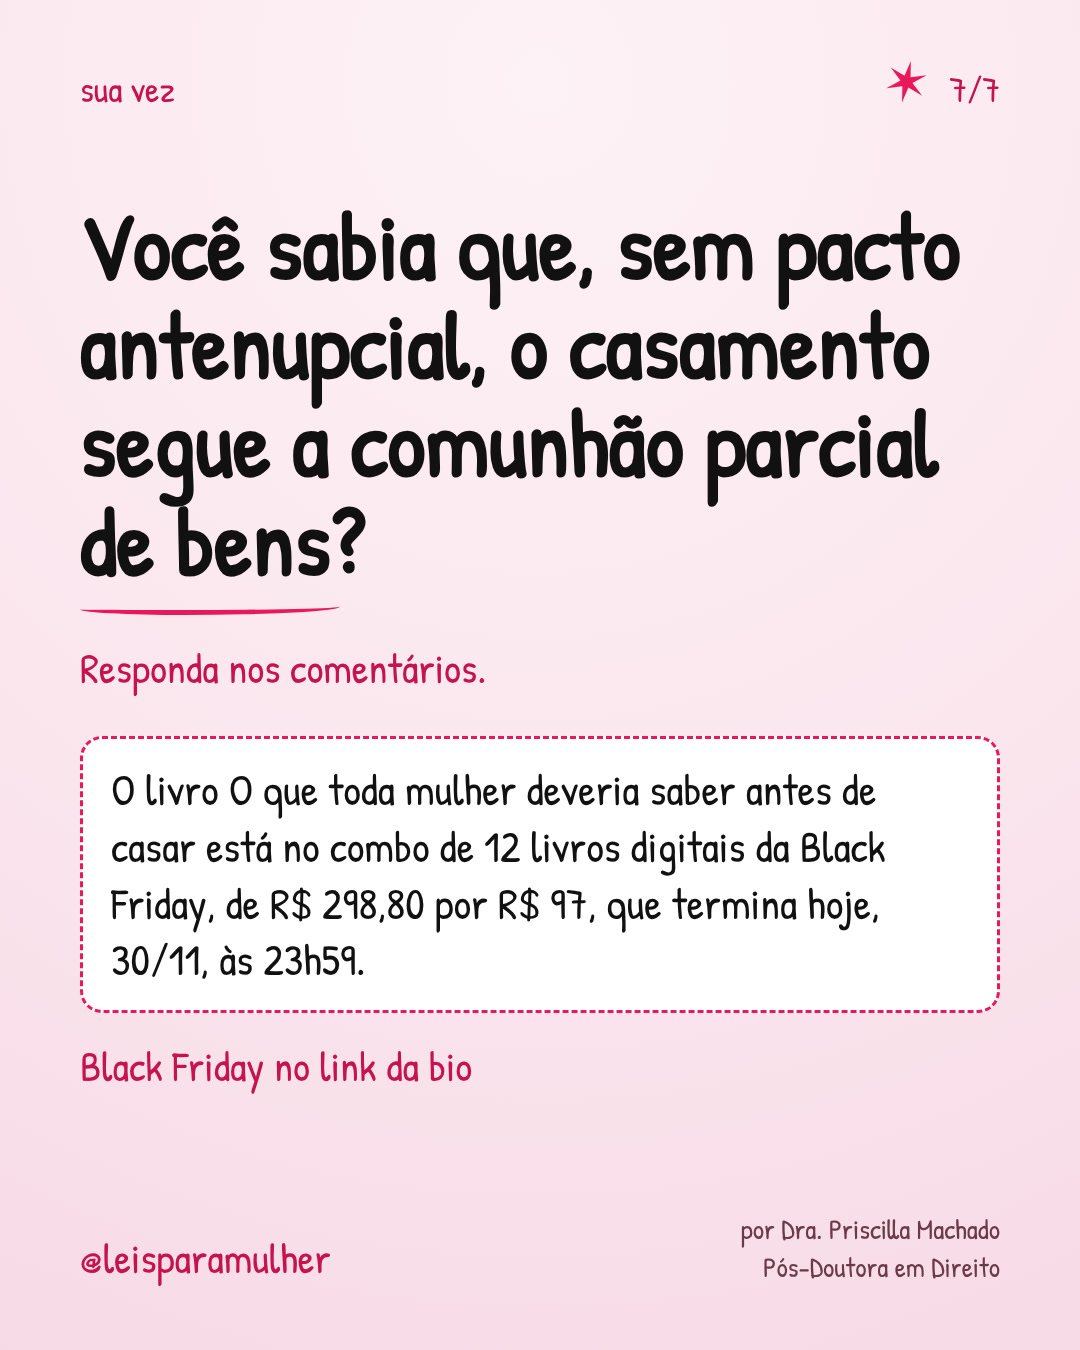 sua vez
7/7
Você sabia que, sem pacto
antenupcial, o casamento
segue a comunhão parcial
de bens?
Responda nos comentários.
O livro O que toda mulher deveria saber antes de
casar está no combo de 12 livros digitais da Black
Friday, de R$ 298,80 por R$ 97, que termina hoje,
30/11, às 23h59.
Black Friday no link da bio
@leisparamulher
por Dra. Priscilla Machado
Pós-Doutora em Direito